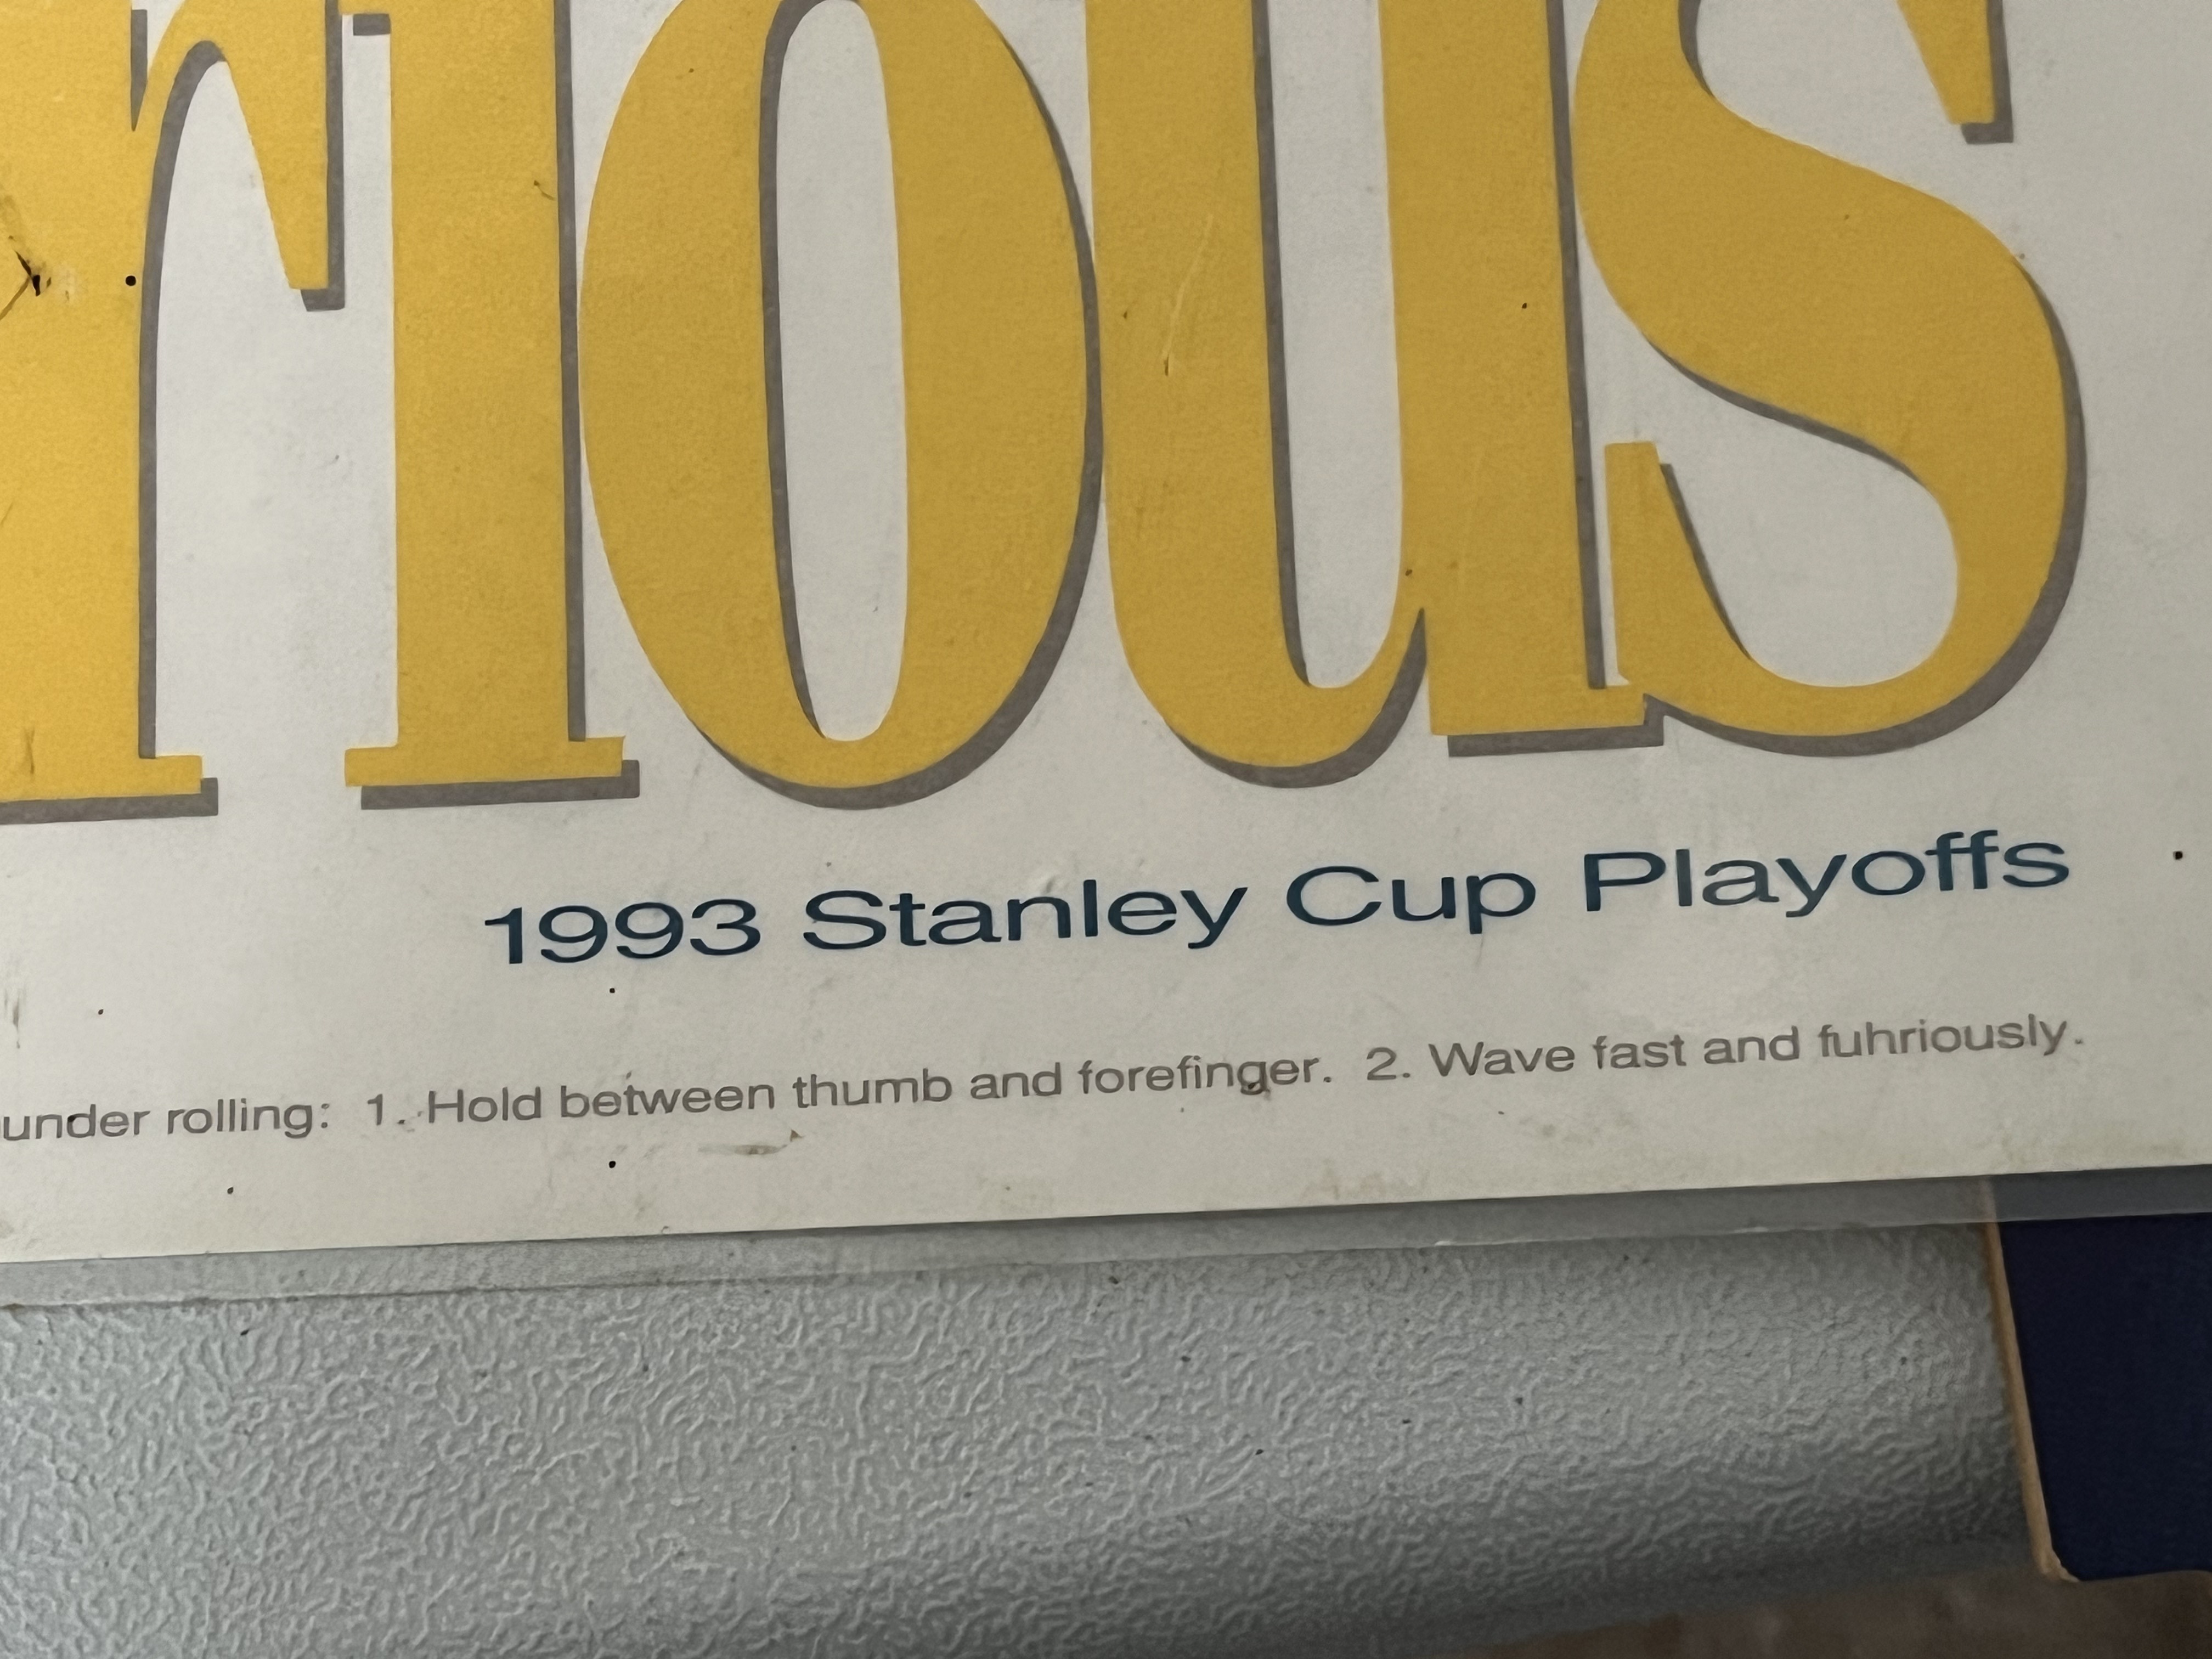 rious
1993 Stanley Cup Playoffs
under rolling: 1. Hold between thumb and forefinger. 2. Wave fast and fuhriously.